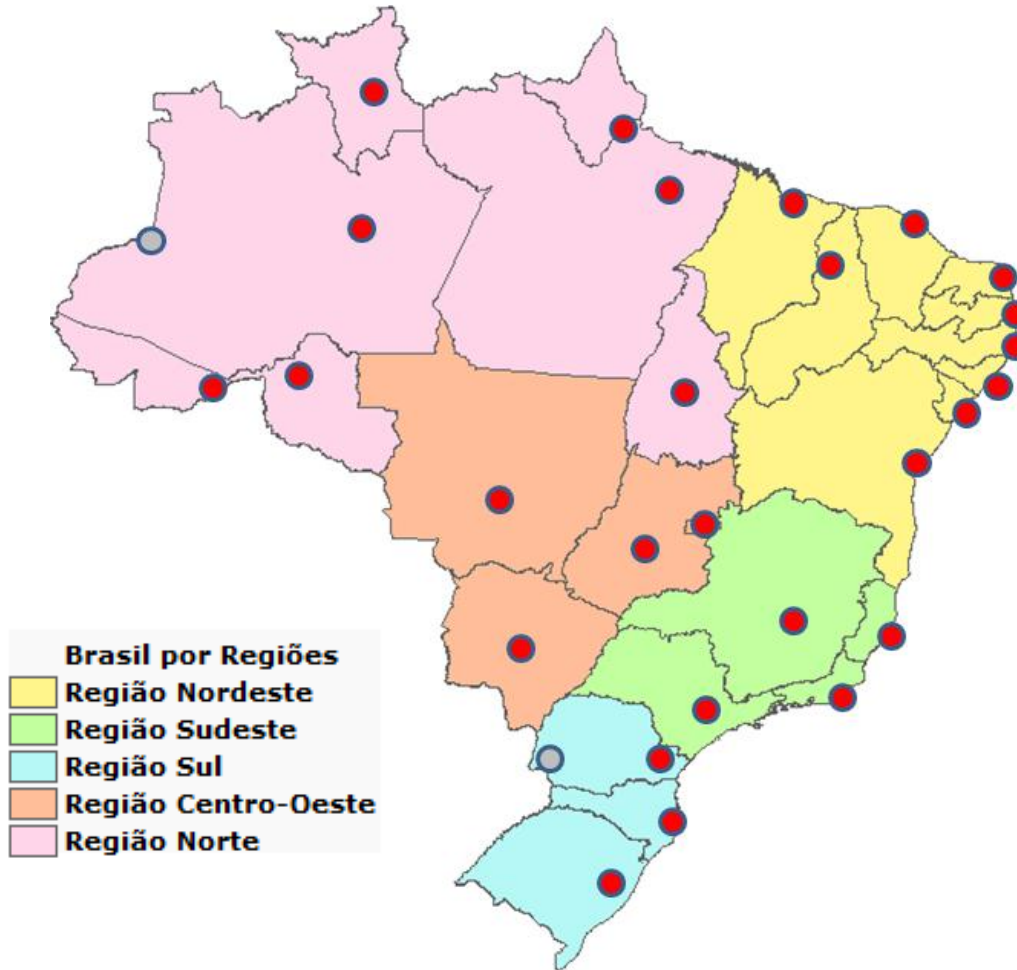 Brasil por Regiões
Região Nordeste
Região Sudeste
Região Sul
Região Centro-Oeste
Região Norte